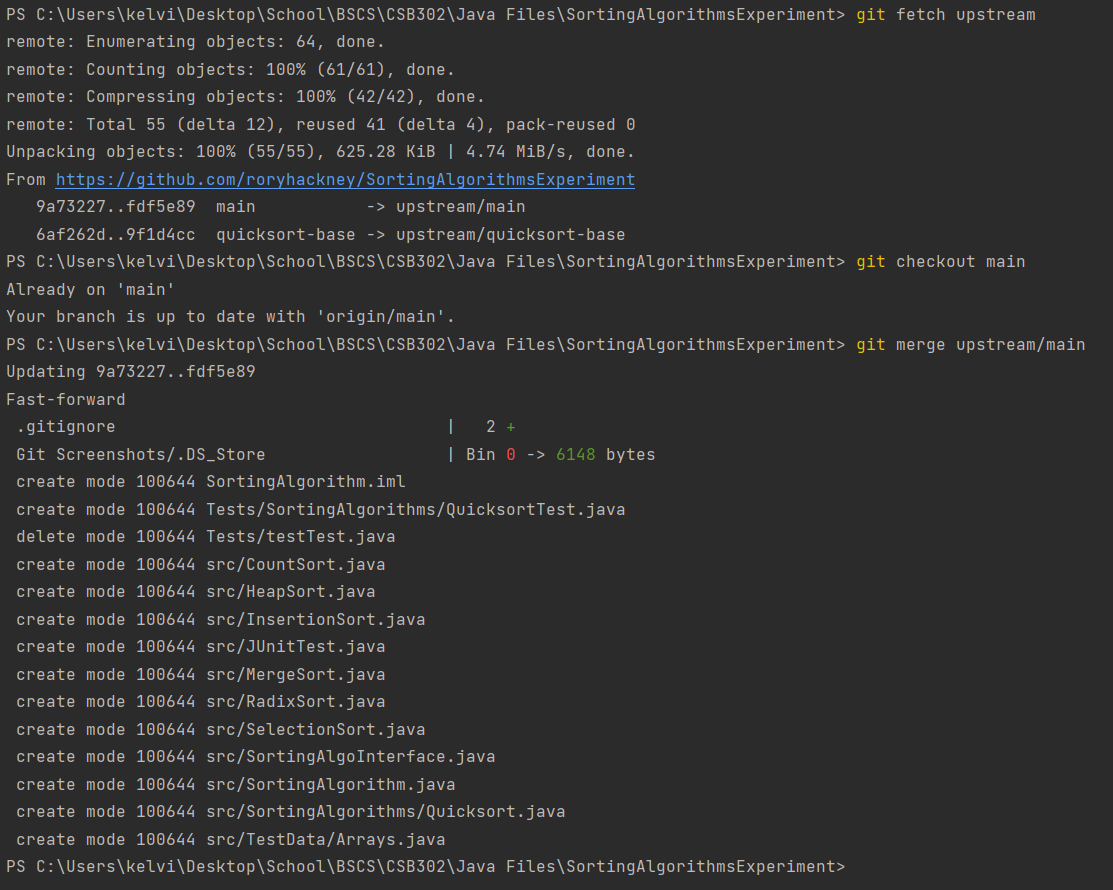 PS C:\Users\kelvi\Desktop\School\BSCS\CSB302\Java Files\SortingAlgorithmsExperiment> git fetch upstream
remote: Enumerating objects: 64, done.
remote: Counting objects: 100% (61/61), done.
remote: Compressing objects: 100% (42/42), done.
remote: Total 55 (delta 12), reused 41 (delta 4), pack-reused 0
Unpacking objects: 100% (55/55), 625.28 KiB | 4.74 MiB/s, done.
From https://github.com/roryhackney/SortingAlgorithmsExperiment
   9a73227..fdf5e89  main           -> upstream/main
   6af262d..9f1d4cc  quicksort-base -> upstream/quicksort-base
PS C:\Users\kelvi\Desktop\School\BSCS\CSB302\Java Files\SortingAlgorithmsExperiment> git checkout main
Already on 'main'
Your branch is up to date with 'origin/main'.
PS C:\Users\kelvi\Desktop\School\BSCS\CSB302\Java Files\SortingAlgorithmsExperiment> git merge upstream/main
Updating 9a73227..fdf5e89
Fast-forward
 .gitignore                                 |   2 +
 Git Screenshots/.DS_Store                  | Bin 0 -> 6148 bytes
 create mode 100644 SortingAlgorithm.iml
 create mode 100644 Tests/SortingAlgorithms/QuicksortTest.java
 delete mode 100644 Tests/testTest.java
 create mode 100644 src/CountSort.java
 create mode 100644 src/HeapSort.java
 create mode 100644 src/InsertionSort.java
 create mode 100644 src/JUnitTest.java
 create mode 100644 src/MergeSort.java
 create mode 100644 src/RadixSort.java
 create mode 100644 src/SelectionSort.java
 create mode 100644 src/SortingAlgoInterface.java
 create mode 100644 src/SortingAlgorithm.java
 create mode 100644 src/SortingAlgorithms/Quicksort.java
 create mode 100644 src/TestData/Arrays.java
PS C:\Users\kelvi\Desktop\School\BSCS\CSB302\Java Files\SortingAlgorithmsExperiment>